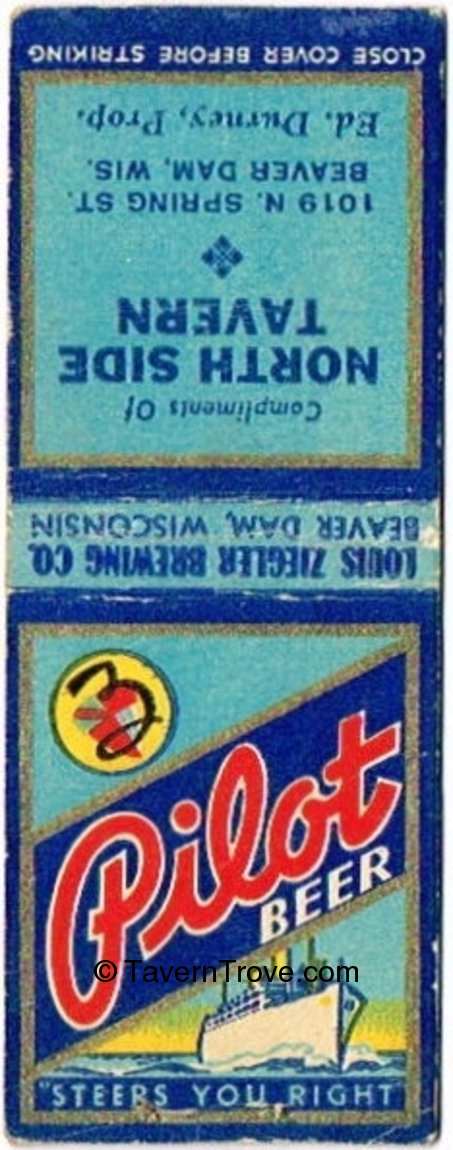 CLOSE COVER BEFORE STRIKING
Compliments Of
NORTH SIDE
TAVERN
1019 N. SPRING ST.
BEAVER DAM, WIS.
Ed. Durney, Prop.
LOUIS ZIEGLER BREWING CO.
BEAVER DAM, WISCONSIN
Pilot
BEER
© TavernTrove.com
"STEERS YOU RIGHT"